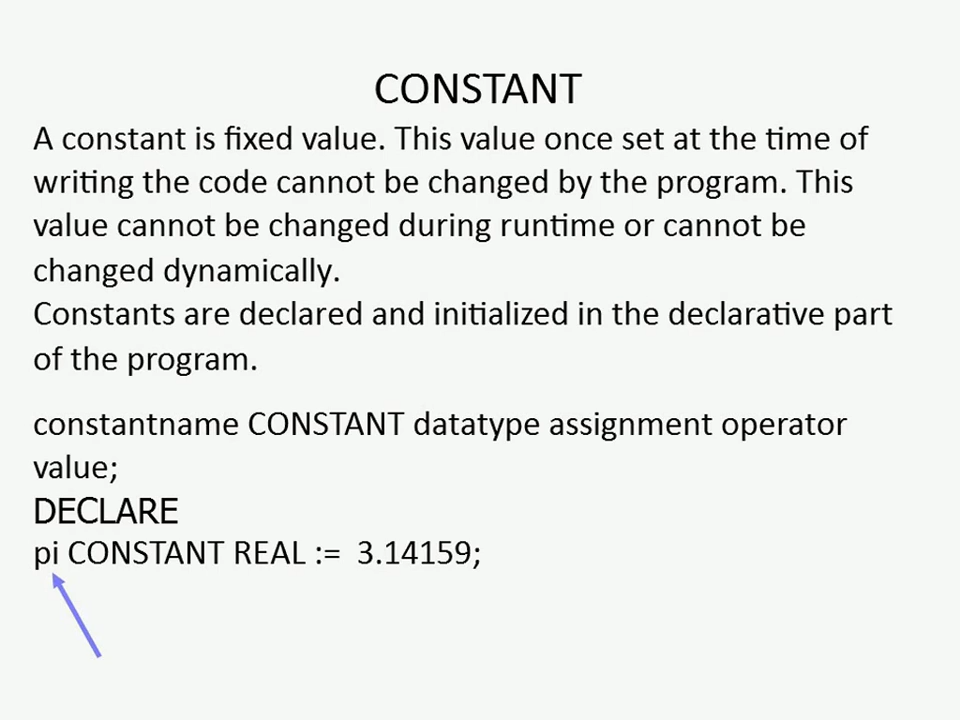 CONSTANT
A constant is fixed value. This value once set at the time of
writing the code cannot be changed by the program. This
value cannot be changed during runtime or cannot be
changed dynamically.
Constants are declared and initialized in the declarative part
of the program.
constantname CONSTANT datatype assignment operator
value;
DECLARE
pi CONSTANT REAL := 3.14159;